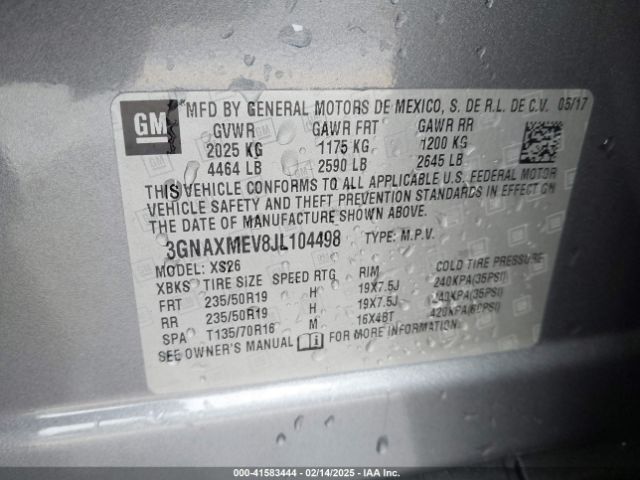 GM
MFD BY GENERAL MOTORS DE MEXICO, S. DE R.L. DE C.V. 05/17
GVWR GAWR FRT GAWR RR
2025 KG 1175 KG 1200 KG
4464 LB 2590 LB 2645 LB
THIS VEHICLE CONFORMS TO ALL APPLICABLE U.S. FEDERAL MOTOR
VEHICLE SAFETY AND THEFT PREVENTION STANDARDS IN EFFECT ON
THE DATE OF MANUFACTURE SHOWN ABOVE.
3GNAXMEV8JL104498 TYPE: M.P.V.
MODEL: XS26
XBKS TIRE SIZE SPEED RTG RIM COLD TIRE PRESSURE
FRT 235/50R19 H 19X7.5J 240KPA(35PSI)
RR 235/50R19 H 19X7.5J 240KPA(35PSI)
SPA T135/70R16 M 16X4BT 420KPA(60PSI)
SEE OWNER'S MANUAL FOR MORE INFORMATION
000-41583444 - 02/14/2025 - IAA Inc.